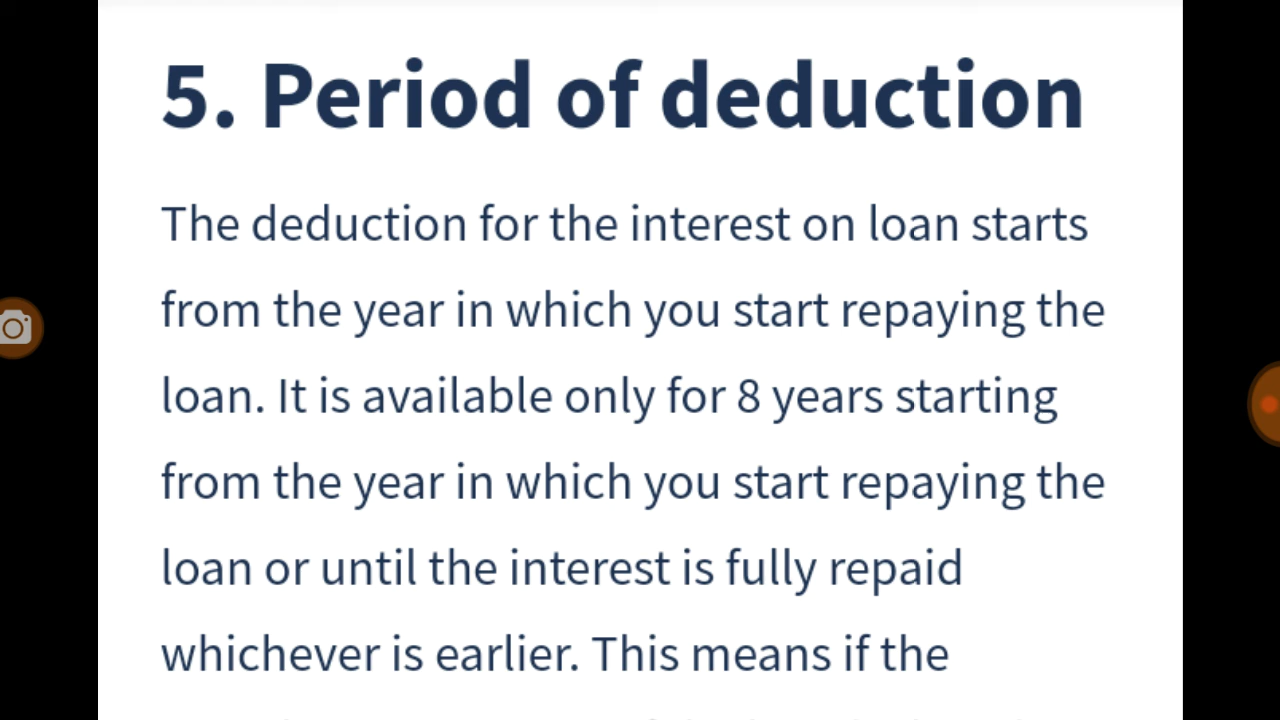 5. Period of deduction
The deduction for the interest on loan starts
from the year in which you start repaying the
loan. It is available only for 8 years starting
from the year in which you start repaying the
loan or until the interest is fully repaid
whichever is earlier. This means if the